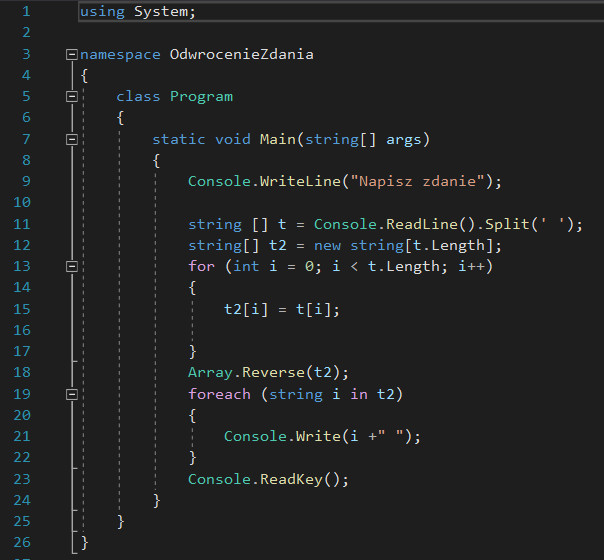 1 using System;
2
3 namespace OdwrocenieZdania
4 {
5 class Program
6 {
7 static void Main(string[] args)
8 {
9 Console.WriteLine("Napisz zdanie");
10
11 string [] t = Console.ReadLine().Split(' ');
12 string[] t2 = new string[t.Length];
13 for (int i = 0; i < t.Length; i++)
14 {
15 t2[i] = t[i];
16
17 }
18 Array.Reverse(t2);
19 foreach (string i in t2)
20 {
21 Console.Write(i +" ");
22 }
23 Console.ReadKey();
24 }
25 }
26 }